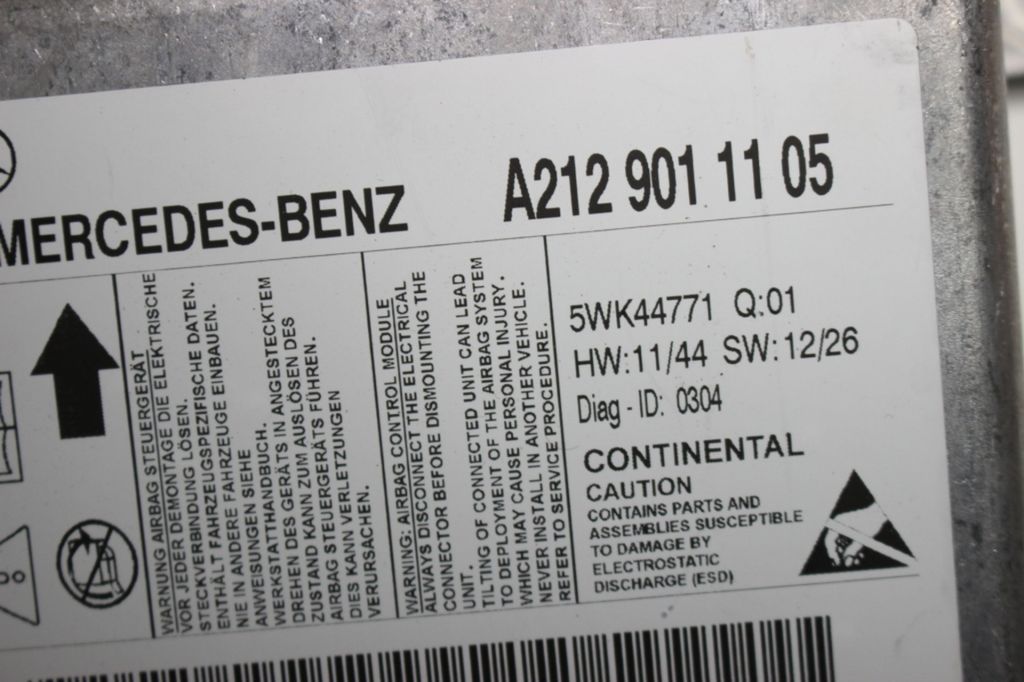 MERCEDES-BENZ
A212 901 11 05
WARNUNG AIRBAG STEUERGERÄT
VOR JEDER DEMONTAGE DIE ELEKTRISCHE
STECKVERBINDUNG LÖSEN.
ENTHÄLT FAHRZEUGSPEZIFISCHE DATEN.
NIE IN ANDERE FAHRZEUGE EINBAUEN.
ANWEISUNGEN SIEHE
WERKSTATTHANDBUCH.
DREHEN DES GERÄTS IN ANGESTECKTEM
ZUSTAND KANN ZUM AUSLÖSEN DES
AIRBAG STEUERGERÄTS FÜHREN.
DIES KANN VERLETZUNGEN
VERURSACHEN.
WARNING: AIRBAG CONTROL MODULE
ALWAYS DISCONNECT THE ELECTRICAL
CONNECTOR BEFORE DISMOUNTING THE
UNIT.
TILTING OF CONNECTED UNIT CAN LEAD
TO DEPLOYMENT OF THE AIRBAG SYSTEM
WHICH MAY CAUSE PERSONAL INJURY.
NEVER INSTALL IN ANOTHER VEHICLE.
REFER TO SERVICE PROCEDURE.
5WK44771 Q:01
HW:11/44 SW:12/26
Diag - ID: 0304
CONTINENTAL
CAUTION
CONTAINS PARTS AND
ASSEMBLIES SUSCEPTIBLE
TO DAMAGE BY
ELECTROSTATIC
DISCHARGE (ESD)